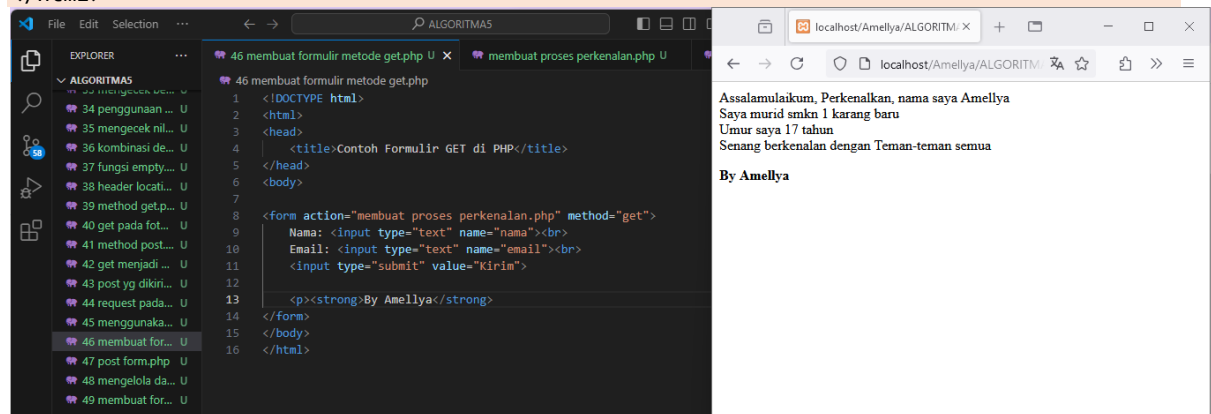 File Edit Selection ...
ALGORITMA5
EXPLORER ...
ALGORITMA5
34 penggunaan ... U
35 mengecek nil... U
36 kombinasi de... U
37 fungsi empty.... U
38 header locati... U
39 method get.p... U
40 get pada fot... U
41 method post.... U
42 get menjadi ... U
43 post yg dikiri... U
44 request pada... U
45 menggunaka... U
46 membuat for... U
47 post form.php U
48 mengelola da... U
49 membuat for... U
58
46 membuat formulir metode get.php U
membuat proses perkenalan.php U
46 membuat formulir metode get.php
1 <!DOCTYPE html>
2 <html>
3 <head>
4 <title>Contoh Formulir GET di PHP</title>
5 </head>
6 <body>
7
8 <form action="membuat proses perkenalan.php" method="get">
9 Nama: <input type="text" name="nama"><br>
10 Email: <input type="text" name="email"><br>
11 <input type="submit" value="Kirim">
12
13 <p><strong>By Amellya</strong>
14 </form>
15 </body>
16 </html>
localhost/Amellya/ALGORITMA
localhost/Amellya/ALGORITM
Assalamulaikum, Perkenalkan, nama saya Amellya
Saya murid smkn 1 karang baru
Umur saya 17 tahun
Senang berkenalan dengan Teman-teman semua
By Amellya